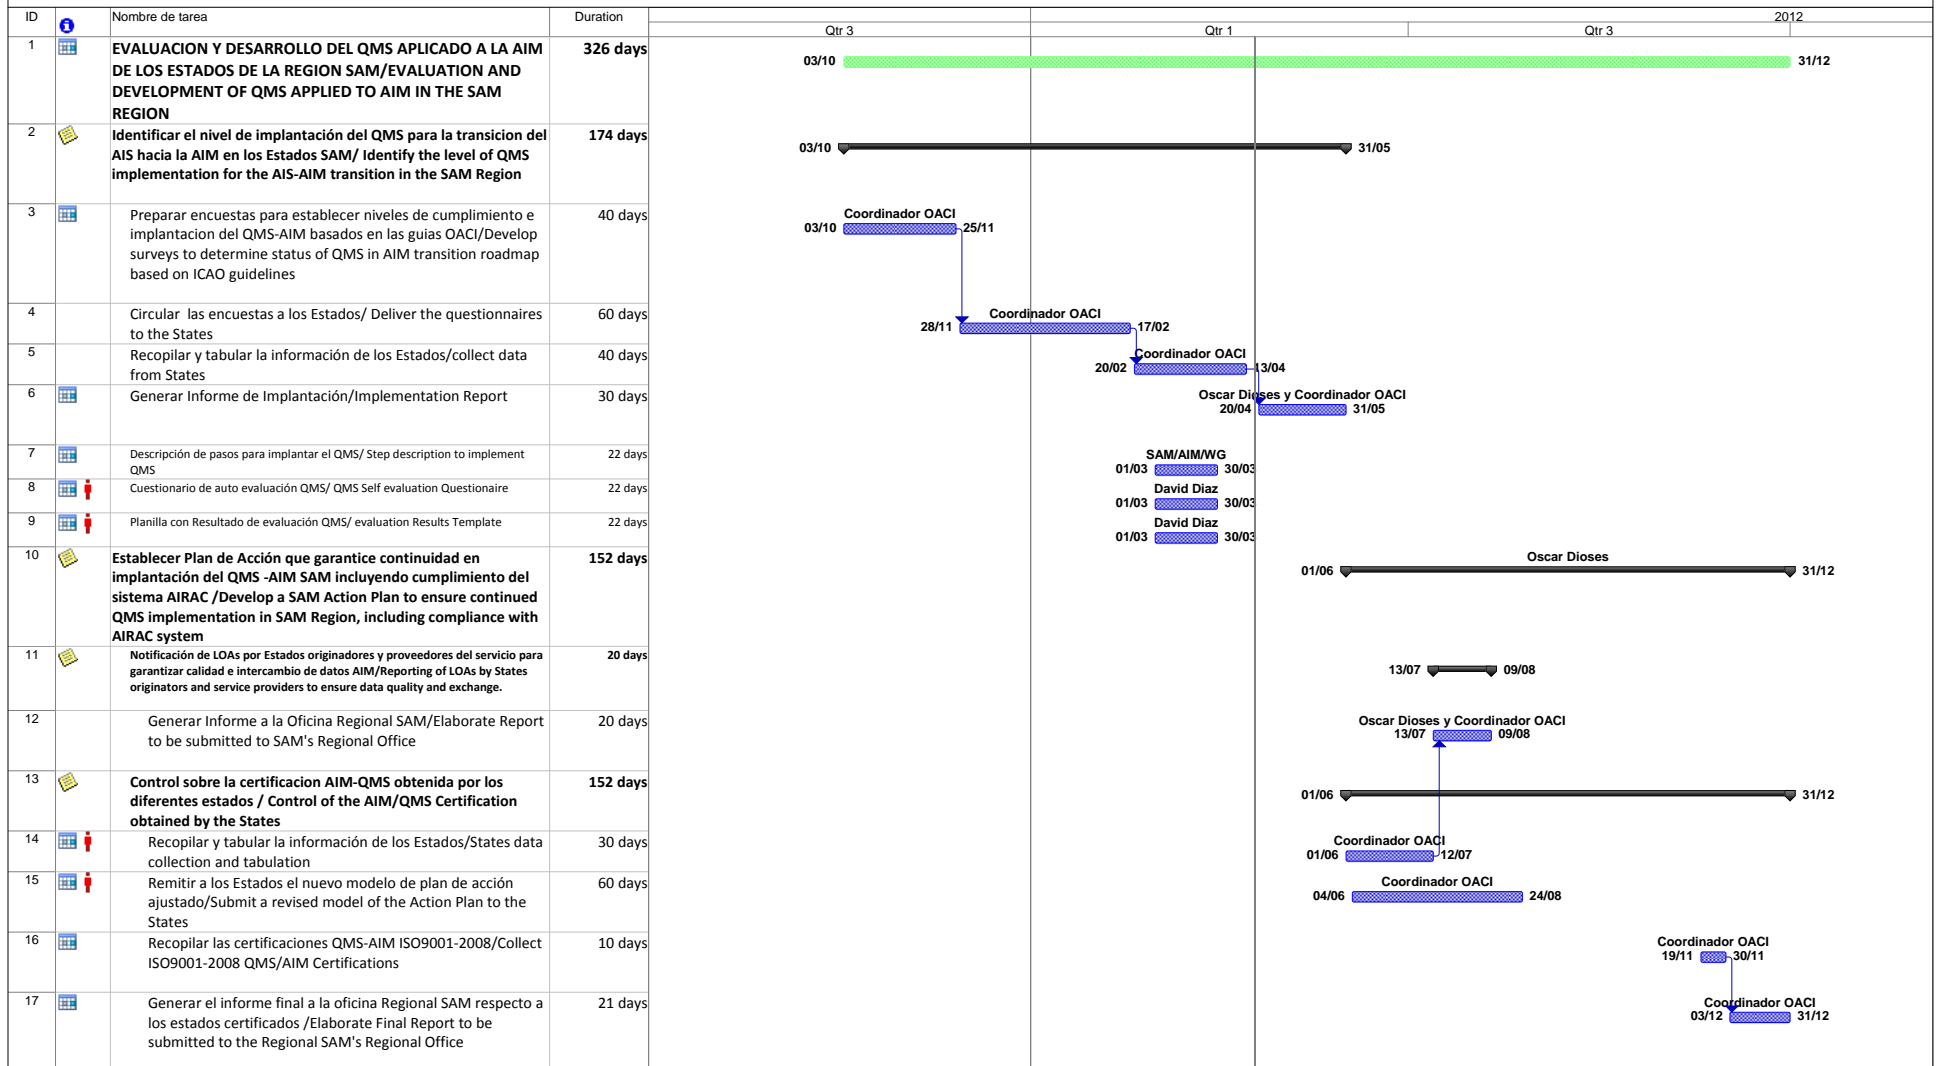 ID Nombre de tarea Duration 2012
Qtr 3 Qtr 1 Qtr 3
1 EVALUACION Y DESARROLLO DEL QMS APLICADO A LA AIM 326 days
DE LOS ESTADOS DE LA REGION SAM/EVALUATION AND
DEVELOPMENT OF QMS APPLIED TO AIM IN THE SAM
REGION
03/10 31/12
2 Identificar el nivel de implantación del QMS para la transicion del 174 days
AIS hacia la AIM en los Estados SAM/ Identify the level of QMS
implementation for the AIS-AIM transition in the SAM Region
03/10 31/05
3 Preparar encuestas para establecer niveles de cumplimiento e 40 days
implantacion del QMS-AIM basados en las guias OACI/Develop
surveys to determine status of QMS in AIM transition roadmap
based on ICAO guidelines
Coordinador OACI
03/10 25/11
4 Circular las encuestas a los Estados/ Deliver the questionnaires 60 days
to the States
Coordinador OACI
28/11 17/02
5 Recopilar y tabular la información de los Estados/collect data 40 days
from States
Coordinador OACI
20/02 13/04
6 Generar Informe de Implantación/Implementation Report 30 days
Oscar Dioses y Coordinador OACI
20/04 31/05
7 Descripción de pasos para implantar el QMS/ Step description to implement 22 days
QMS
SAM/AIM/WG
01/03 30/03
8 Cuestionario de auto evaluación QMS/ QMS Self evaluation Questionaire 22 days
David Diaz
01/03 30/03
9 Planilla con Resultado de evaluación QMS/ evaluation Results Template 22 days
David Diaz
01/03 30/03
10 Establecer Plan de Acción que garantice continuidad en 152 days
implantación del QMS -AIM SAM incluyendo cumplimiento del
sistema AIRAC /Develop a SAM Action Plan to ensure continued
QMS implementation in SAM Region, including compliance with
AIRAC system
Oscar Dioses
01/06 31/12
11 Notificación de LOAs por Estados originadores y proveedores del servicio para 20 days
garantizar calidad e intercambio de datos AIM/Reporting of LOAs by States
originators and service providers to ensure data quality and exchange.
13/07 09/08
12 Generar Informe a la Oficina Regional SAM/Elaborate Report 20 days
to be submitted to SAM's Regional Office
Oscar Dioses y Coordinador OACI
13/07 09/08
13 Control sobre la certificacion AIM-QMS obtenida por los 152 days
diferentes estados / Control of the AIM/QMS Certification
obtained by the States
01/06 31/12
14 Recopilar y tabular la información de los Estados/States data 30 days
collection and tabulation
Coordinador OACI
01/06 12/07
15 Remitir a los Estados el nuevo modelo de plan de acción 60 days
ajustado/Submit a revised model of the Action Plan to the
States
Coordinador OACI
04/06 24/08
16 Recopilar las certificaciones QMS-AIM ISO9001-2008/Collect 10 days
ISO9001-2008 QMS/AIM Certifications
Coordinador OACI
19/11 30/11
17 Generar el informe final a la oficina Regional SAM respecto a 21 days
los estados certificados /Elaborate Final Report to be
submitted to the Regional SAM's Regional Office
Coordinador OACI
03/12 31/12